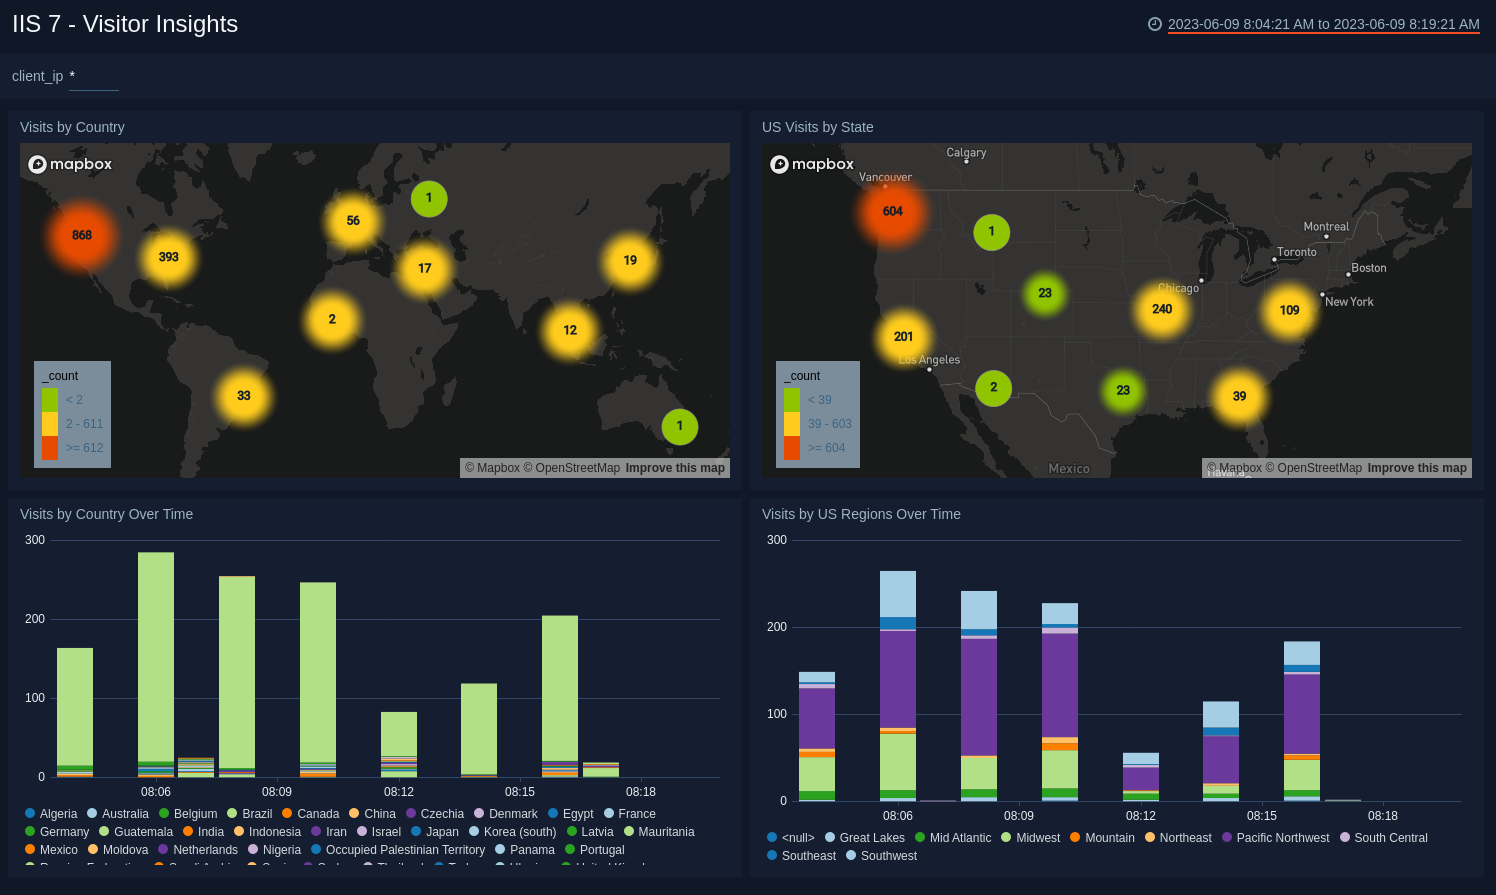 IIS 7 - Visitor Insights
2023-06-09 8:04:21 AM to 2023-06-09 8:19:21 AM
client_ip *
Visits by Country
mapbox
868
393
56
1
17
19
2
12
33
1
_count
< 2
2 - 611
>= 612
© Mapbox © OpenStreetMap Improve this map
US Visits by State
mapbox
Calgary
Vancouver
604
1
Montreal
Toronto
Boston
Chicago
New York
23
240
109
201
Los Angeles
2
23
39
_count
< 39
39 - 603
>= 604
Mexico
Havana
© Mapbox © OpenStreetMap Improve this map
Visits by Country Over Time
300
200
100
0
08:06 08:09 08:12 08:15 08:18
Algeria Australia Belgium Brazil Canada China Czechia Denmark Egypt France
Germany Guatemala India Indonesia Iran Israel Japan Korea (south) Latvia Mauritania
Mexico Moldova Netherlands Nigeria Occupied Palestinian Territory Panama Portugal
Visits by US Regions Over Time
300
200
100
0
08:06 08:09 08:12 08:15 08:18
<null> Great Lakes Mid Atlantic Midwest Mountain Northeast Pacific Northwest South Central
Southeast Southwest